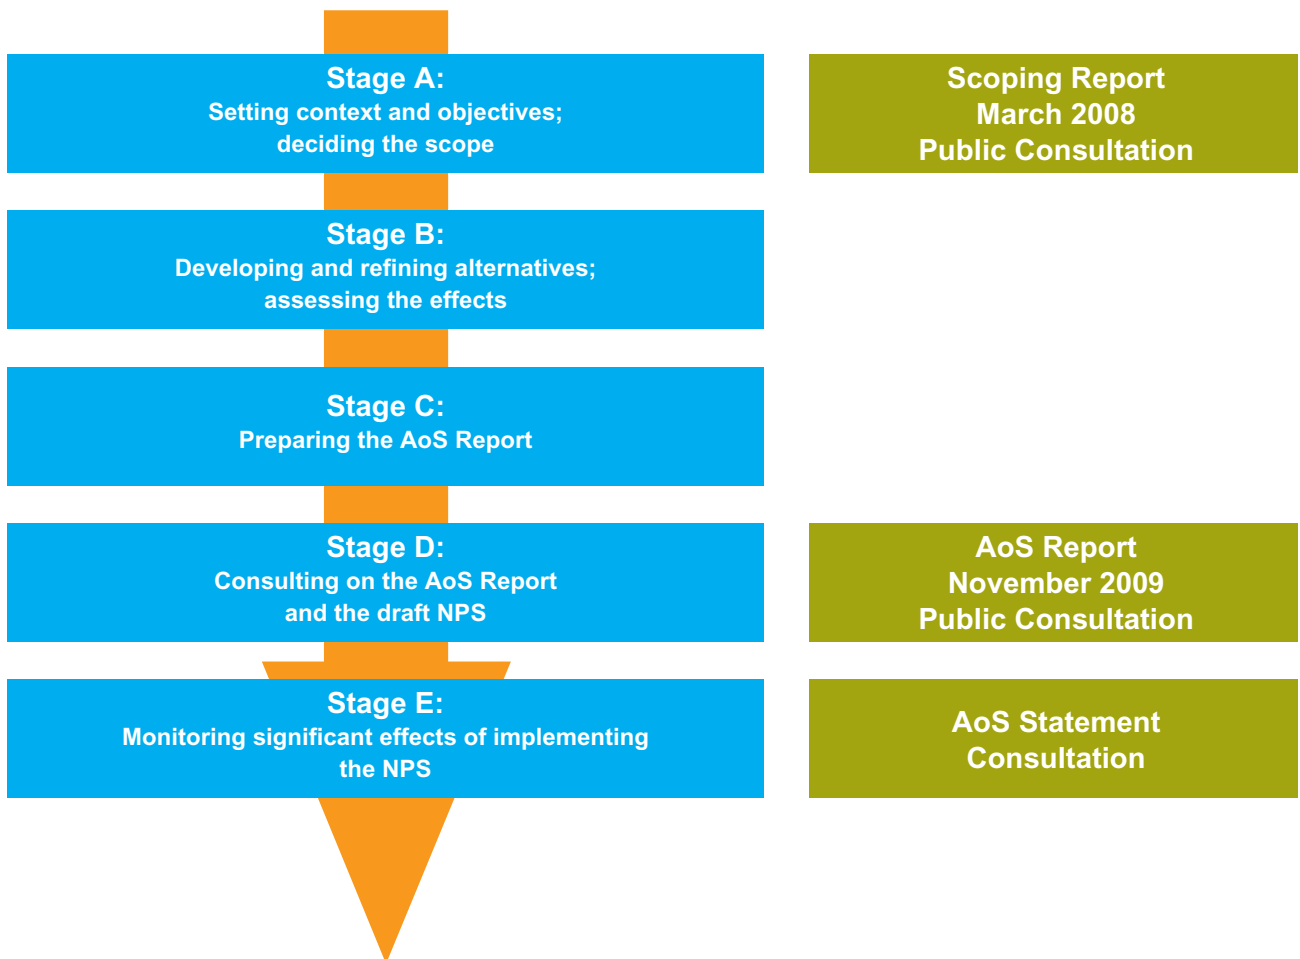 Stage A:
Setting context and objectives;
deciding the scope
Scoping Report
March 2008
Public Consultation
Stage B:
Developing and refining alternatives;
assessing the effects
Stage C:
Preparing the AoS Report
Stage D:
Consulting on the AoS Report
and the draft NPS
AoS Report
November 2009
Public Consultation
Stage E:
Monitoring significant effects of implementing
the NPS
AoS Statement
Consultation